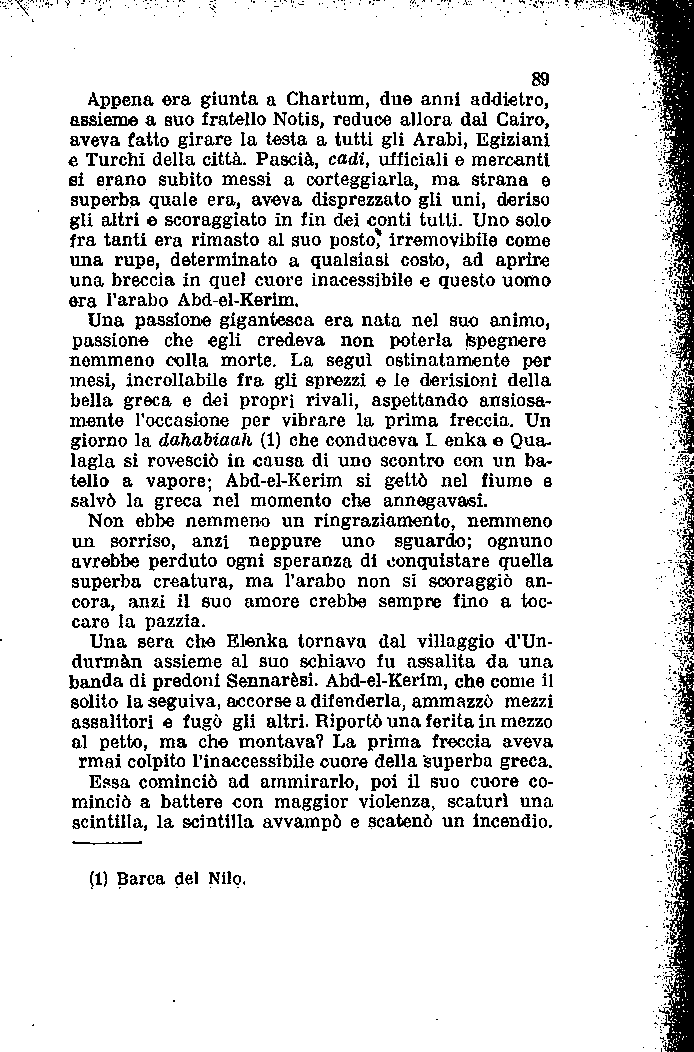 89
Appena era giunta a Chartum, due anni addietro,
assieme a suo fratello Notis, reduce allora dal Cairo,
aveva fatto girare la testa a tutti gli Arabi, Egiziani
e Turchi della città. Pascià, cadi, ufficiali e mercanti
si erano subito messi a corteggiarla, ma strana e
superba quale era, aveva disprezzato gli uni, deriso
gli altri e scoraggiato in fin dei conti tutti. Uno solo
fra tanti era rimasto al suo posto, irremovibile come
una rupe, determinato a qualsiasi costo, ad aprire
una breccia in quel cuore inacessibile e questo uomo
era l'arabo Abd-el-Kerim.
Una passione gigantesca era nata nel suo animo,
passione che egli credeva non poterla spegnere
nemmeno colla morte. La seguì ostinatamente per
mesi, incrollabile fra gli sprezzi e le derisioni della
bella greca e dei propri rivali, aspettando ansiosa-
mente l'occasione per vibrare la prima freccia. Un
giorno la dahabiaah (1) che conduceva L enka e Qua-
lagla si rovesciò in causa di uno scontro con un ba-
tello a vapore; Abd-el-Kerim si gettò nel fiume e
salvò la greca nel momento che annegavasi.
Non ebbe nemmeno un ringraziamento, nemmeno
un sorriso, anzi neppure uno sguardo; ognuno
avrebbe perduto ogni speranza di conquistare quella
superba creatura, ma l'arabo non si scoraggiò an-
cora, anzi il suo amore crebbe sempre fino a toc-
care la pazzia.
Una sera che Elenka tornava dal villaggio d'Un-
durmàn assieme al suo schiavo fu assalita da una
banda di predoni Sennarèsi. Abd-el-Kerim, che come il
solito la seguiva, accorse a difenderla, ammazzò mezzi
assalitori e fugò gli altri. Riportò una ferita in mezzo
al petto, ma che montava? La prima freccia aveva
rmai colpito l'inaccessibile cuore della superba greca.
Essa cominciò ad ammirarlo, poi il suo cuore co-
minciò a battere con maggior violenza, scaturì una
scintilla, la scintilla avvampò e scatenò un incendio.
(1) Barca del Nilo.